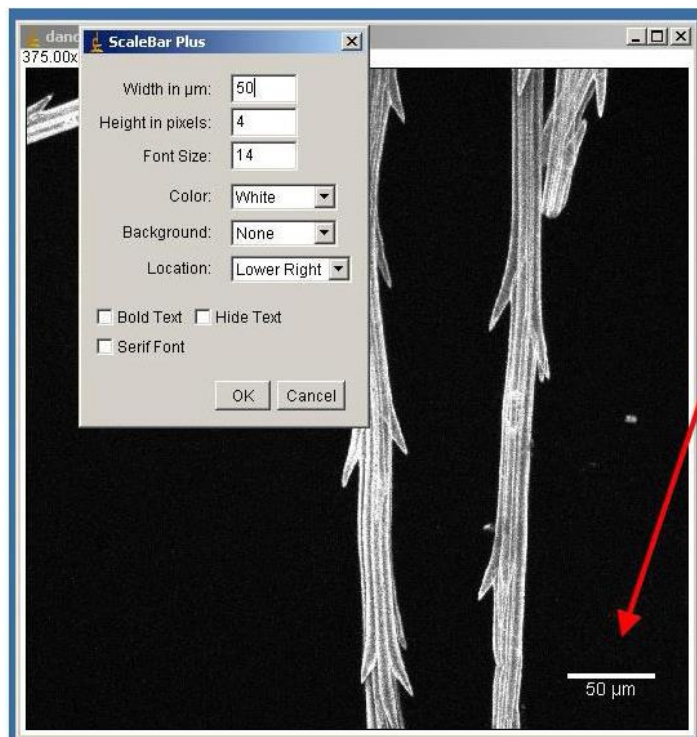 ScaleBar Plus
375.00x
Width in µm: 50
Height in pixels: 4
Font Size: 14
Color: White
Background: None
Location: Lower Right
Bold Text Hide Text
Serif Font
OK Cancel
50 µm